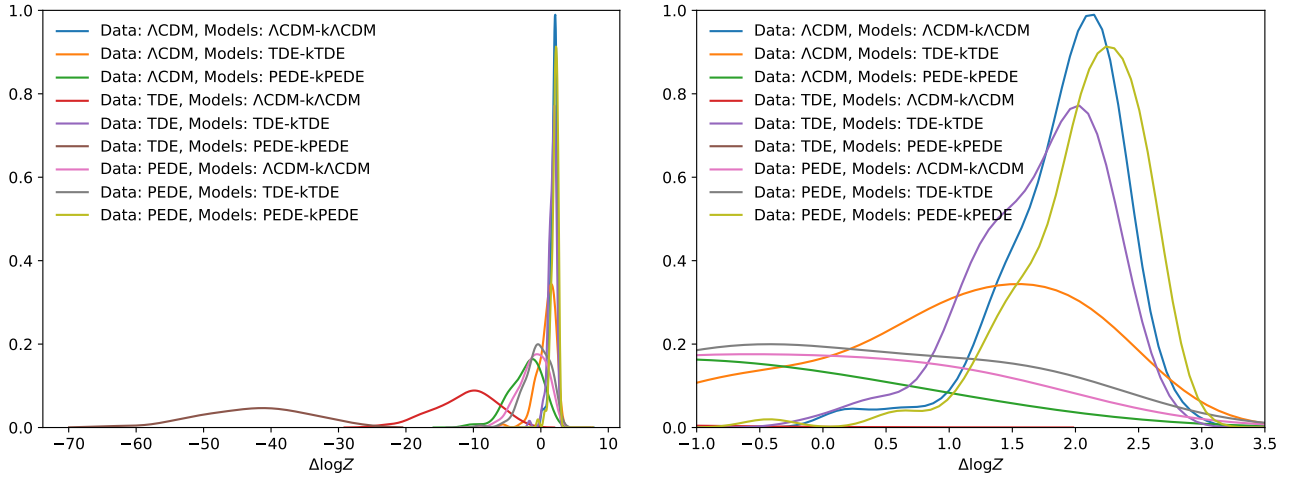 1.0
0.8
0.6
0.4
0.2
0.0
Data: ΛCDM, Models: ΛCDM-kΛCDM
Data: ΛCDM, Models: TDE-kTDE
Data: ΛCDM, Models: PEDE-kPEDE
Data: TDE, Models: ΛCDM-kΛCDM
Data: TDE, Models: TDE-kTDE
Data: TDE, Models: PEDE-kPEDE
Data: PEDE, Models: ΛCDM-kΛCDM
Data: PEDE, Models: TDE-kTDE
Data: PEDE, Models: PEDE-kPEDE
−70 −60 −50 −40 −30 −20 −10 0 10
ΔlogZ
1.0
0.8
0.6
0.4
0.2
0.0
Data: ΛCDM, Models: ΛCDM-kΛCDM
Data: ΛCDM, Models: TDE-kTDE
Data: ΛCDM, Models: PEDE-kPEDE
Data: TDE, Models: ΛCDM-kΛCDM
Data: TDE, Models: TDE-kTDE
Data: TDE, Models: PEDE-kPEDE
Data: PEDE, Models: ΛCDM-kΛCDM
Data: PEDE, Models: TDE-kTDE
Data: PEDE, Models: PEDE-kPEDE
−1.0 −0.5 0.0 0.5 1.0 1.5 2.0 2.5 3.0 3.5
ΔlogZ